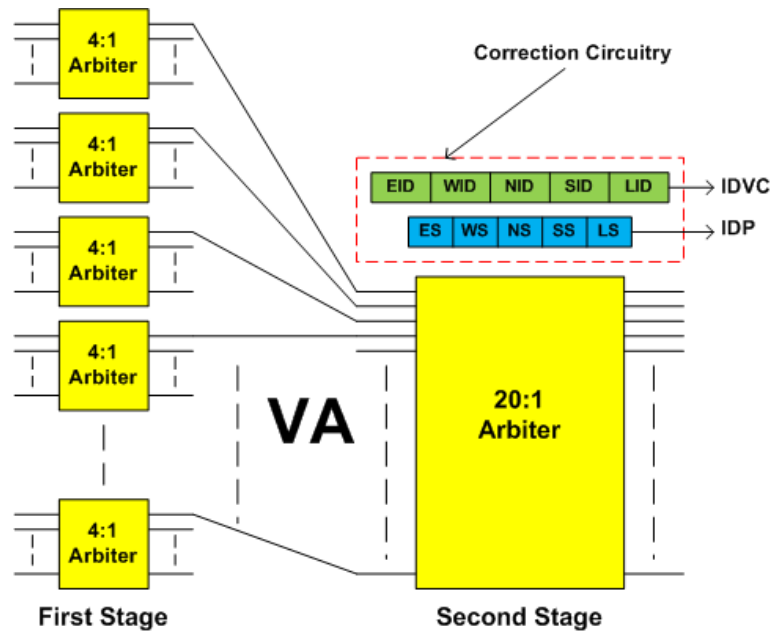 4:1
Arbiter
4:1
Arbiter
4:1
Arbiter
4:1
Arbiter
4:1
Arbiter
First Stage
VA
Correction Circuitry
EID WID NID SID LID IDVC
ES WS NS SS LS IDP
20:1
Arbiter
Second Stage